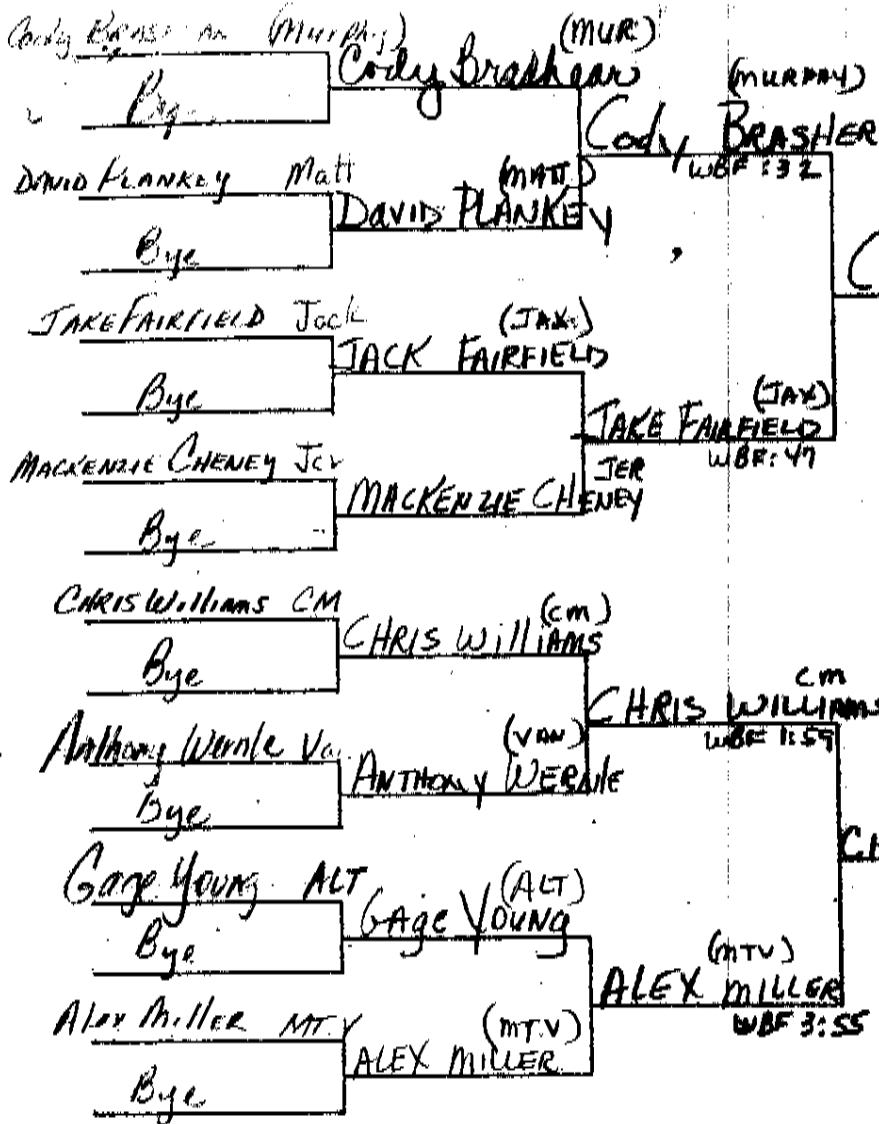 Cody (Murphy)
(MUR)
Cody Brashear
Bye
(MURPHY)
Cody BRASHER
WBF :32
DAVID PLANKEY Matt
(MATT.)
DAVID PLANKEY
Bye
C
JAKE FAIRFIELD Jack
(JAX.)
JACK FAIRFIELD
Bye
(JAX)
JAKE FAIRFIELD
WBF :47
MACKENZIE CHENEY Jer
JER
MACKENZIE CHENEY
Bye
CHRIS Williams CM
(CM)
CHRIS WilliAMS
Bye
CM
CHRIS WILLIAMS
WBF 1:59
Anthony Wernle Va
(VAN)
ANTHONY WERNLE
Bye
Gage Young ALT
(ALT)
GAge YOUNG
Bye
(MTV)
ALEX MILLER
WBF 3:55
Alex Miller MT.V
(MT.V)
ALEX MILLER
Bye